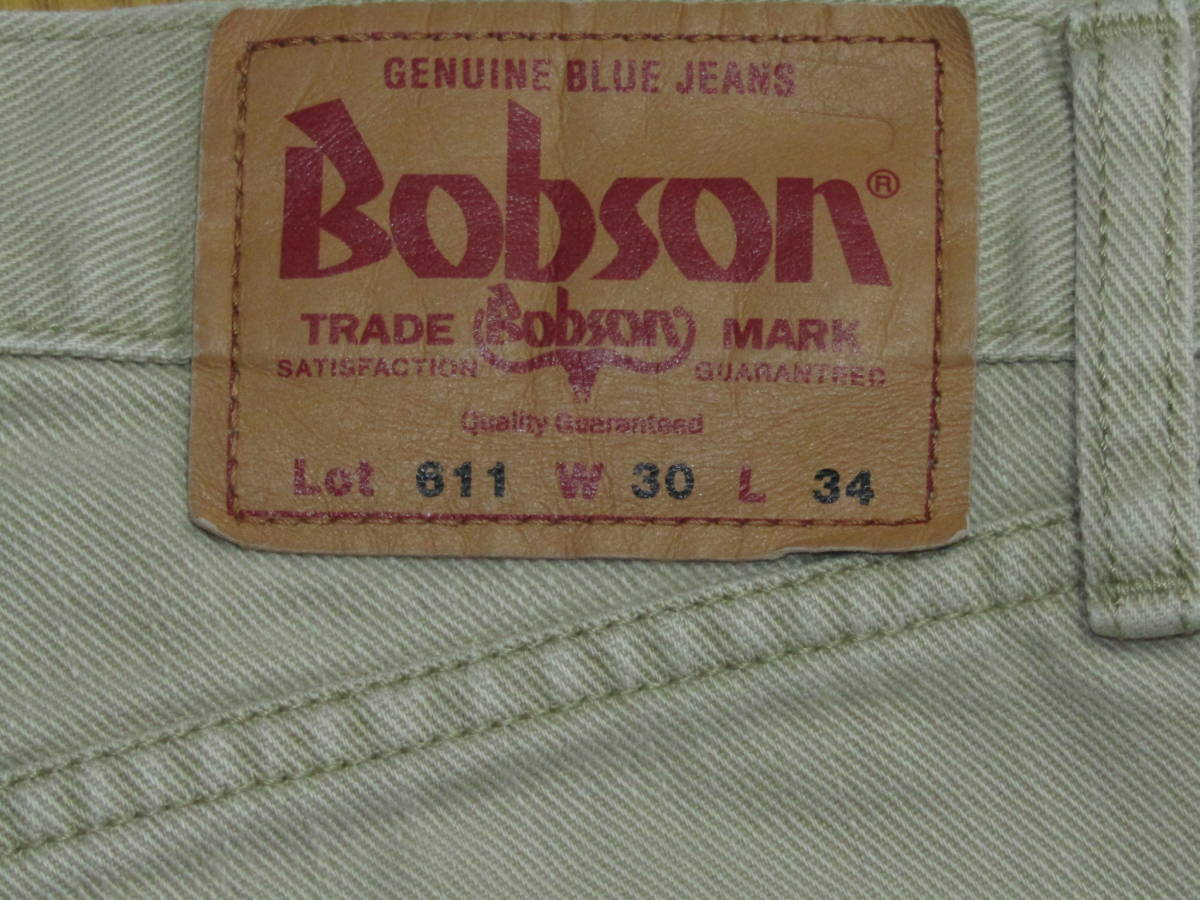 GENUINE BLUE JEANS
Bobson®
TRADE Bobson MARK
SATISFACTION GUARANTEED
Quality Guaranteed
Lot 611 W 30 L 34